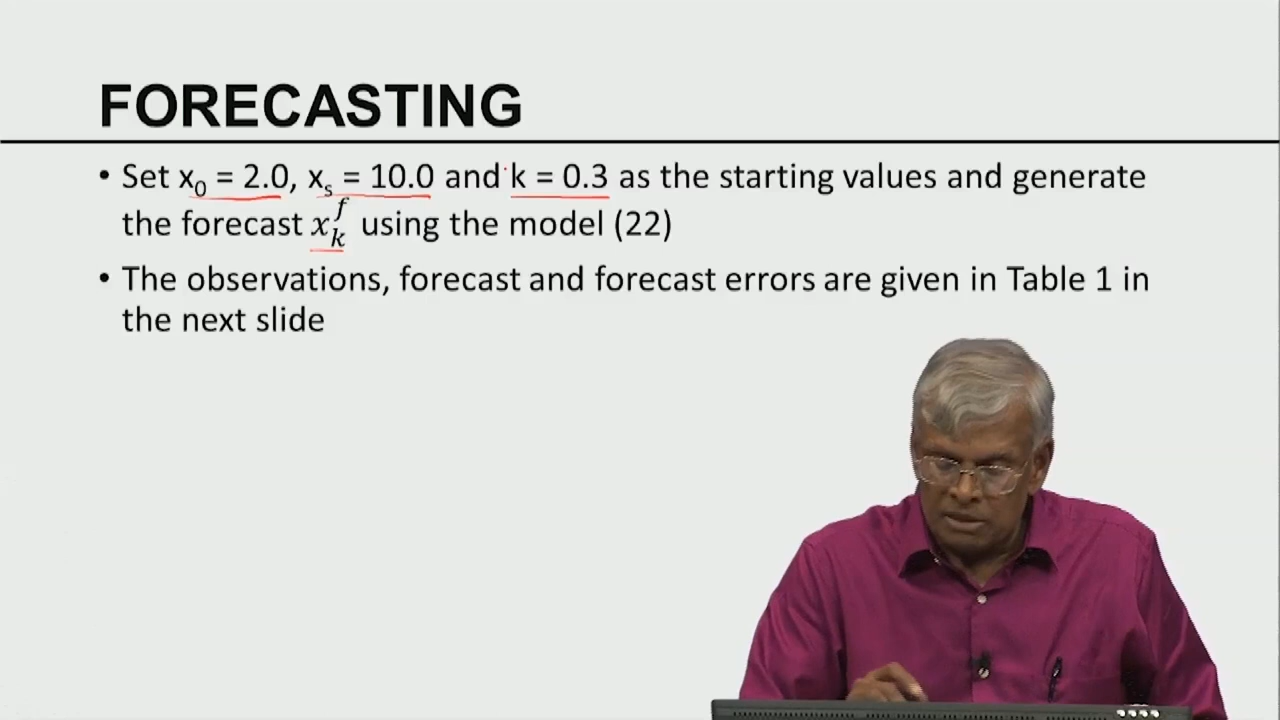 FORECASTING
• Set x₀ = 2.0, xₛ = 10.0 and k = 0.3 as the starting values and generate
the forecast xₖᶠ using the model (22)
• The observations, forecast and forecast errors are given in Table 1 in
the next slide